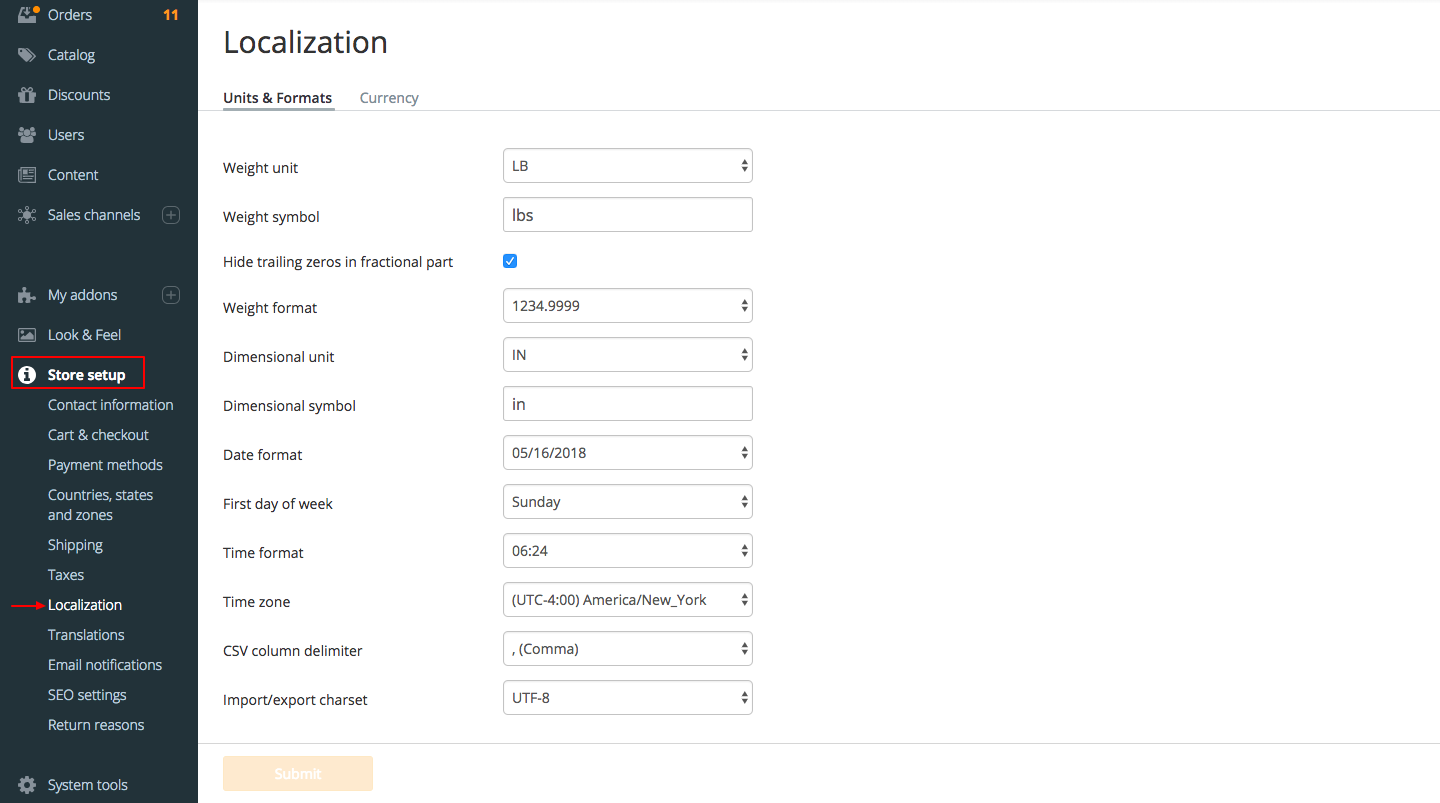 Orders 11
Catalog
Discounts
Users
Content
Sales channels
My addons
Look & Feel
Store setup
Contact information
Cart & checkout
Payment methods
Countries, states
and zones
Shipping
Taxes
Localization
Translations
Email notifications
SEO settings
Return reasons
System tools
Localization
Units & Formats Currency
Weight unit LB
Weight symbol lbs
Hide trailing zeros in fractional part
Weight format 1234.9999
Dimensional unit IN
Dimensional symbol in
Date format 05/16/2018
First day of week Sunday
Time format 06:24
Time zone (UTC-4:00) America/New_York
CSV column delimiter , (Comma)
Import/export charset UTF-8
Submit